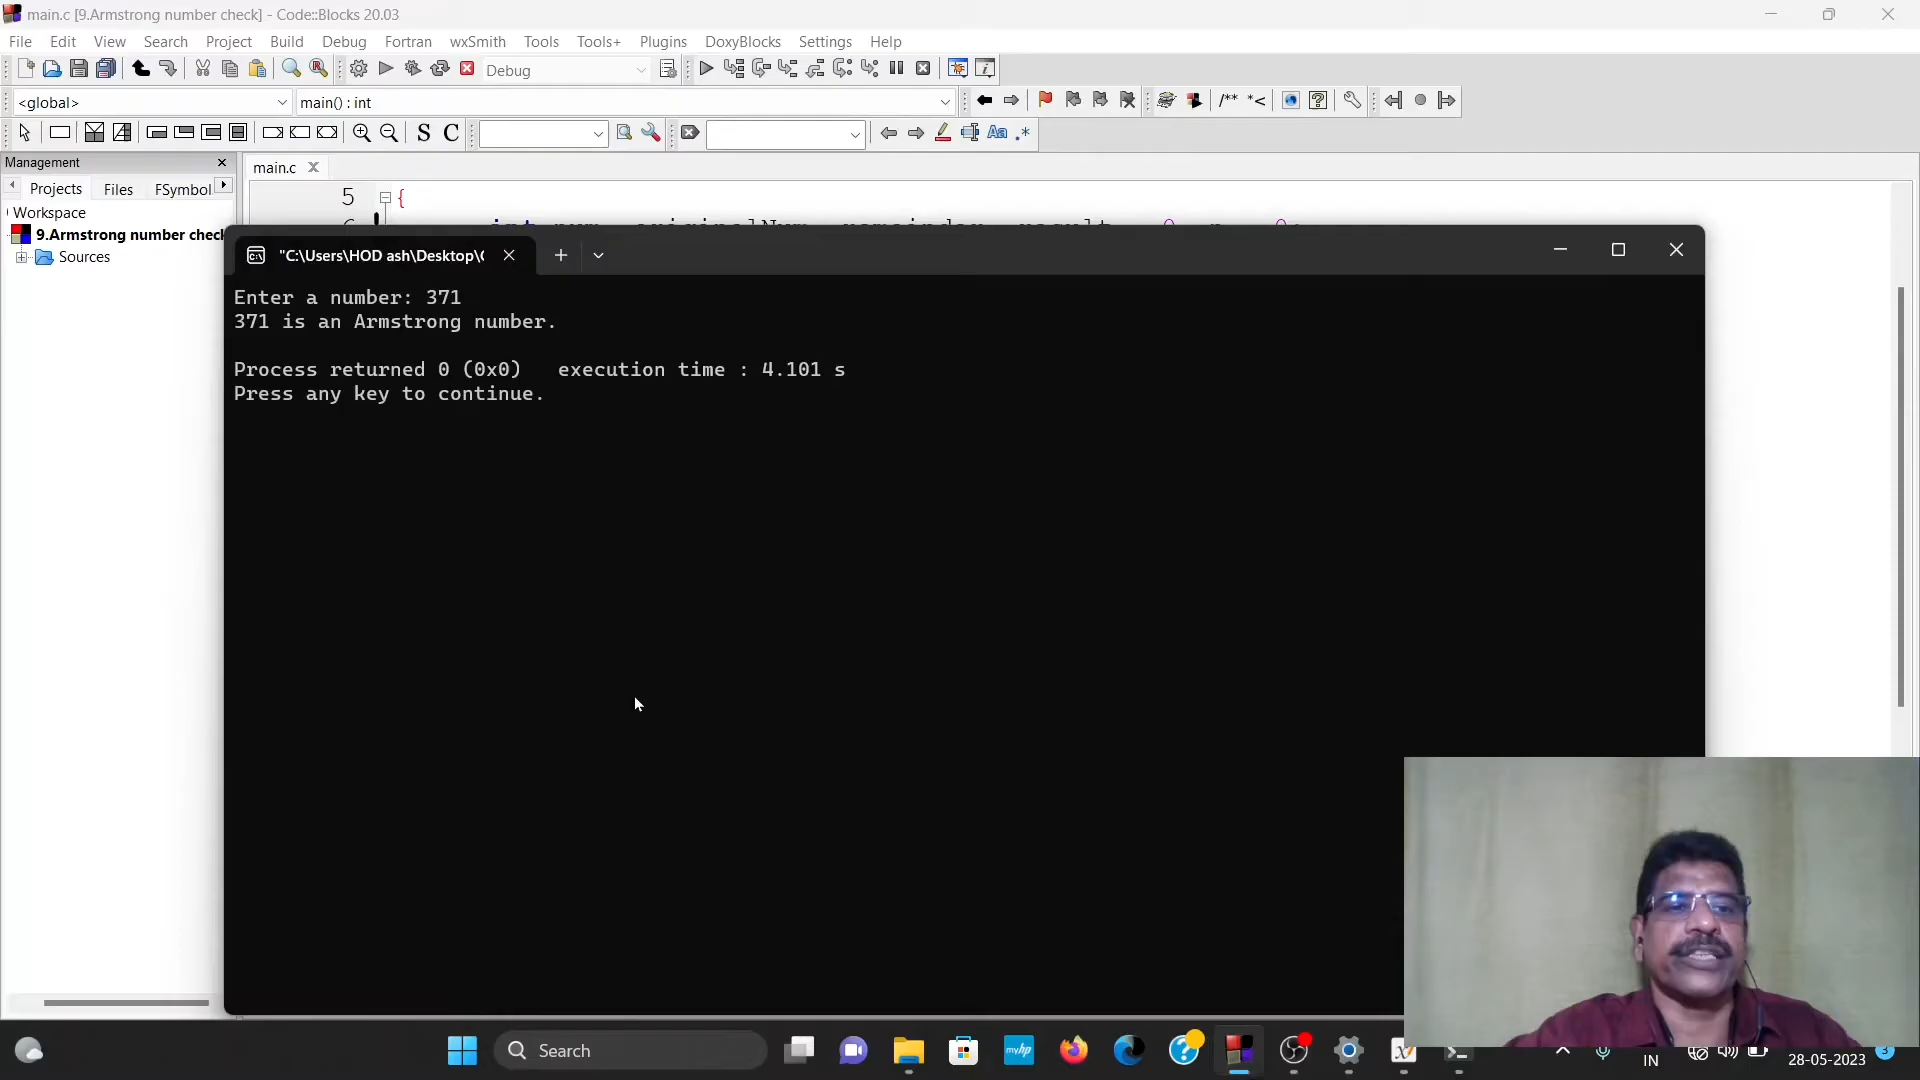 main.c [9.Armstrong number check] - Code::Blocks 20.03
File Edit View Search Project Build Debug Fortran wxSmith Tools Tools+ Plugins DoxyBlocks Settings Help
Debug
<global> main() : int /** *<
S C Aa .*
Management
main.c
Projects Files FSymbol
5 {
Workspace
9.Armstrong number check
Sources
"C:\Users\HOD ash\Desktop\
Enter a number: 371
371 is an Armstrong number.
Process returned 0 (0x0) execution time : 4.101 s
Press any key to continue.
Search
myhp
IN
28-05-2023
3